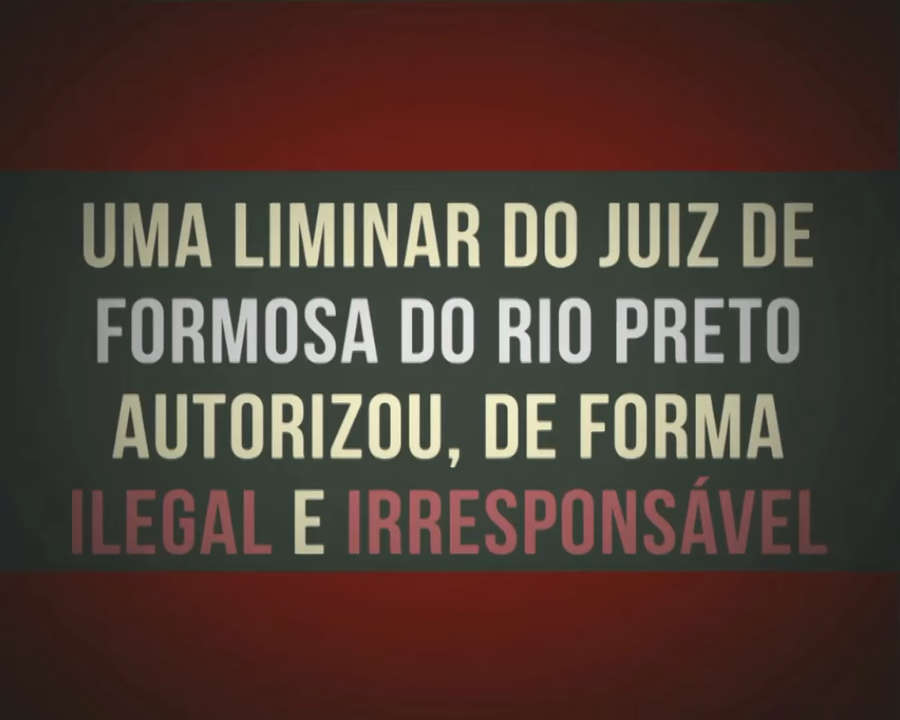 UMA LIMINAR DO JUIZ DE
FORMOSA DO RIO PRETO
AUTORIZOU, DE FORMA
ILEGAL E IRRESPONSÁVEL